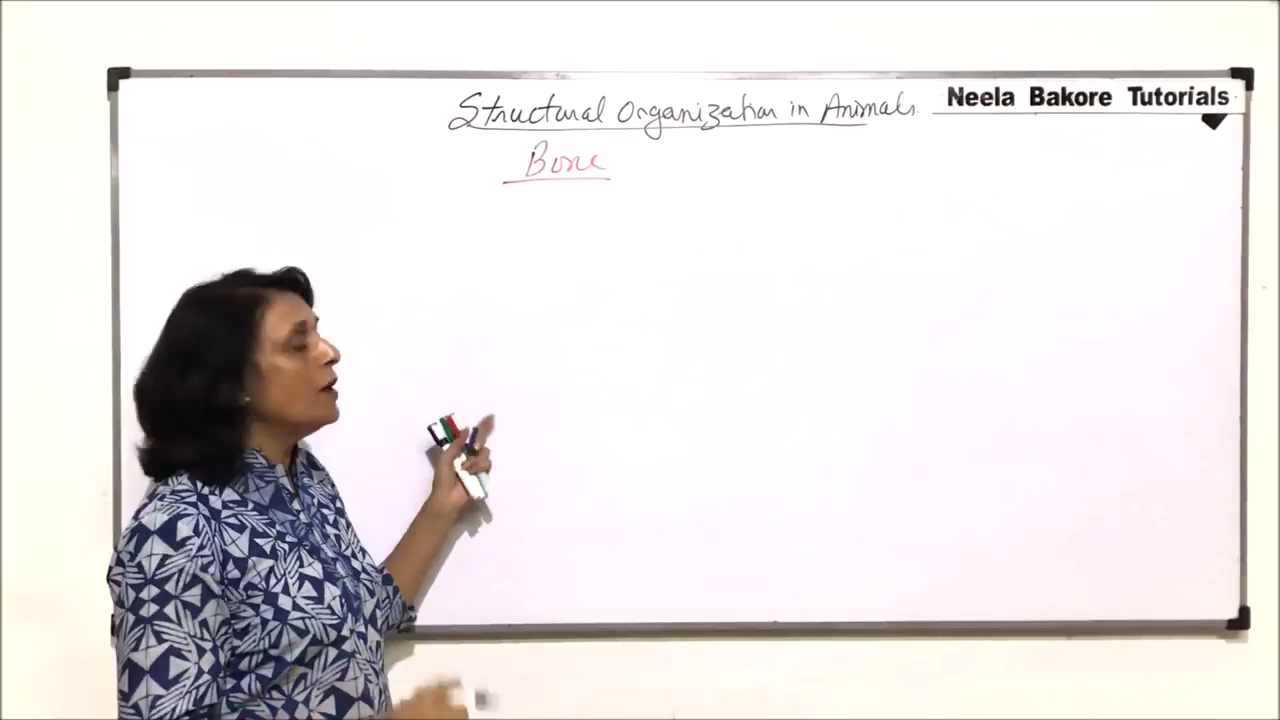 Structural Organization in Animals.
Neela Bakore Tutorials
Bone